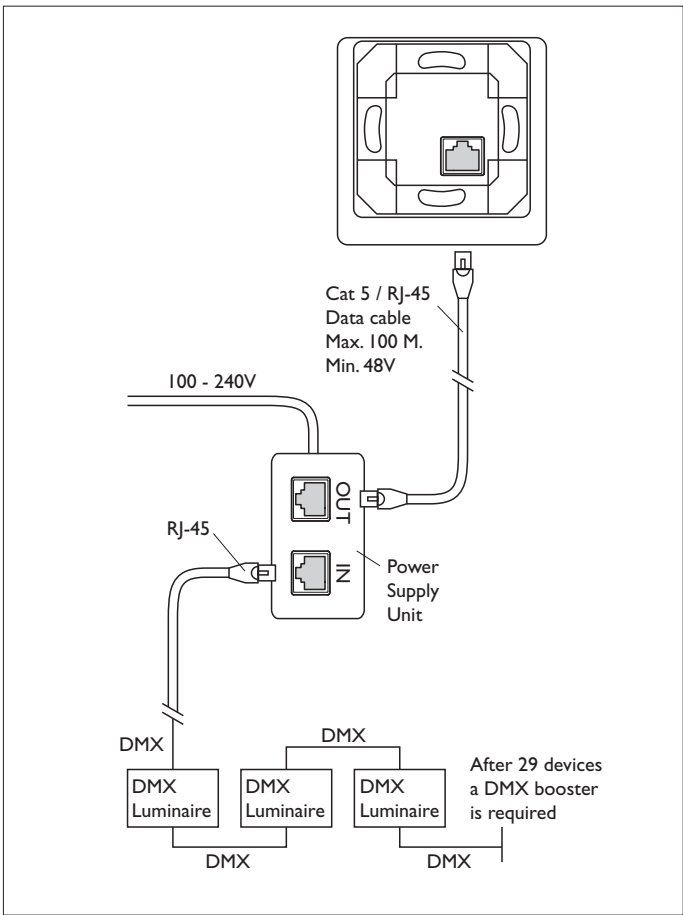 Cat 5 / RJ-45
Data cable
Max. 100 M.
Min. 48V
100 - 240V
OUT
RJ-45
IN
Power
Supply
Unit
DMX
DMX
DMX
Luminaire
DMX
Luminaire
DMX
Luminaire
After 29 devices
a DMX booster
is required
DMX
DMX